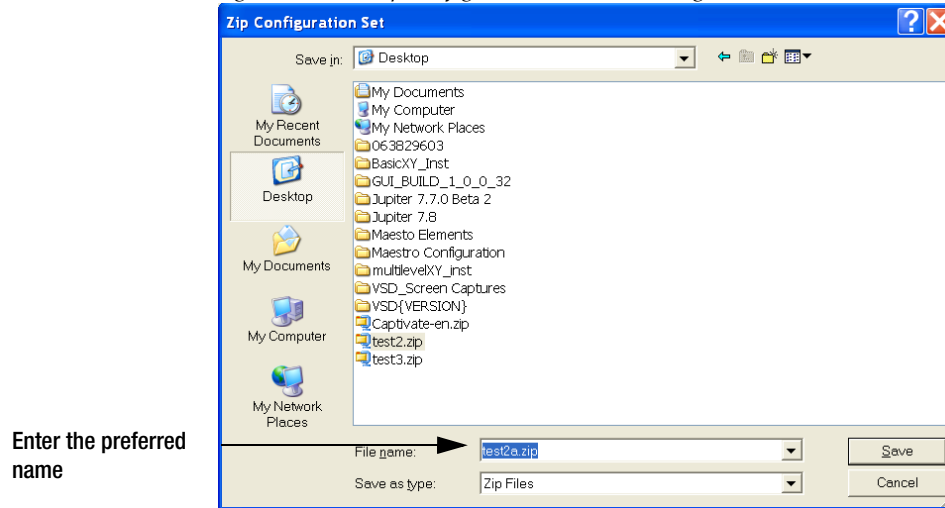 Zip Configuration Set
Save in:
Desktop
My Recent
Documents
Desktop
My Documents
My Computer
My Network
Places
My Documents
My Computer
My Network Places
063829603
BasicXY_Inst
GUI_BUILD_1_0_0_32
Jupiter 7.7.0 Beta 2
Jupiter 7.8
Maesto Elements
Maestro Configuration
multilevelXY_inst
VSD_Screen Captures
VSD{VERSION}
Captivate-en.zip
test2.zip
test3.zip
Enter the preferred
name
File name:
test2a.zip
Save
Save as type:
Zip Files
Cancel